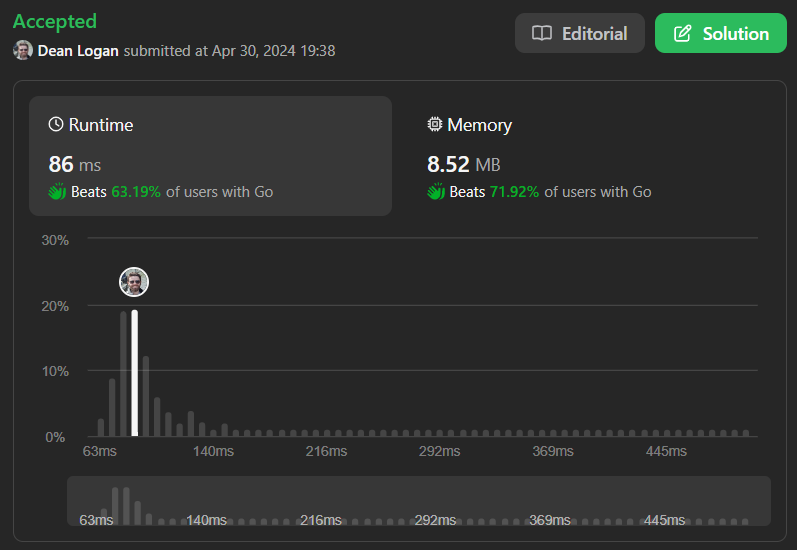 Accepted
Editorial
Solution
Dean Logan submitted at Apr 30, 2024 19:38
Runtime
Memory
86 ms
8.52 MB
Beats 63.19% of users with Go
Beats 71.92% of users with Go
30%
20%
10%
0%
63ms 140ms 216ms 292ms 369ms 445ms
63ms 140ms 216ms 292ms 369ms 445ms